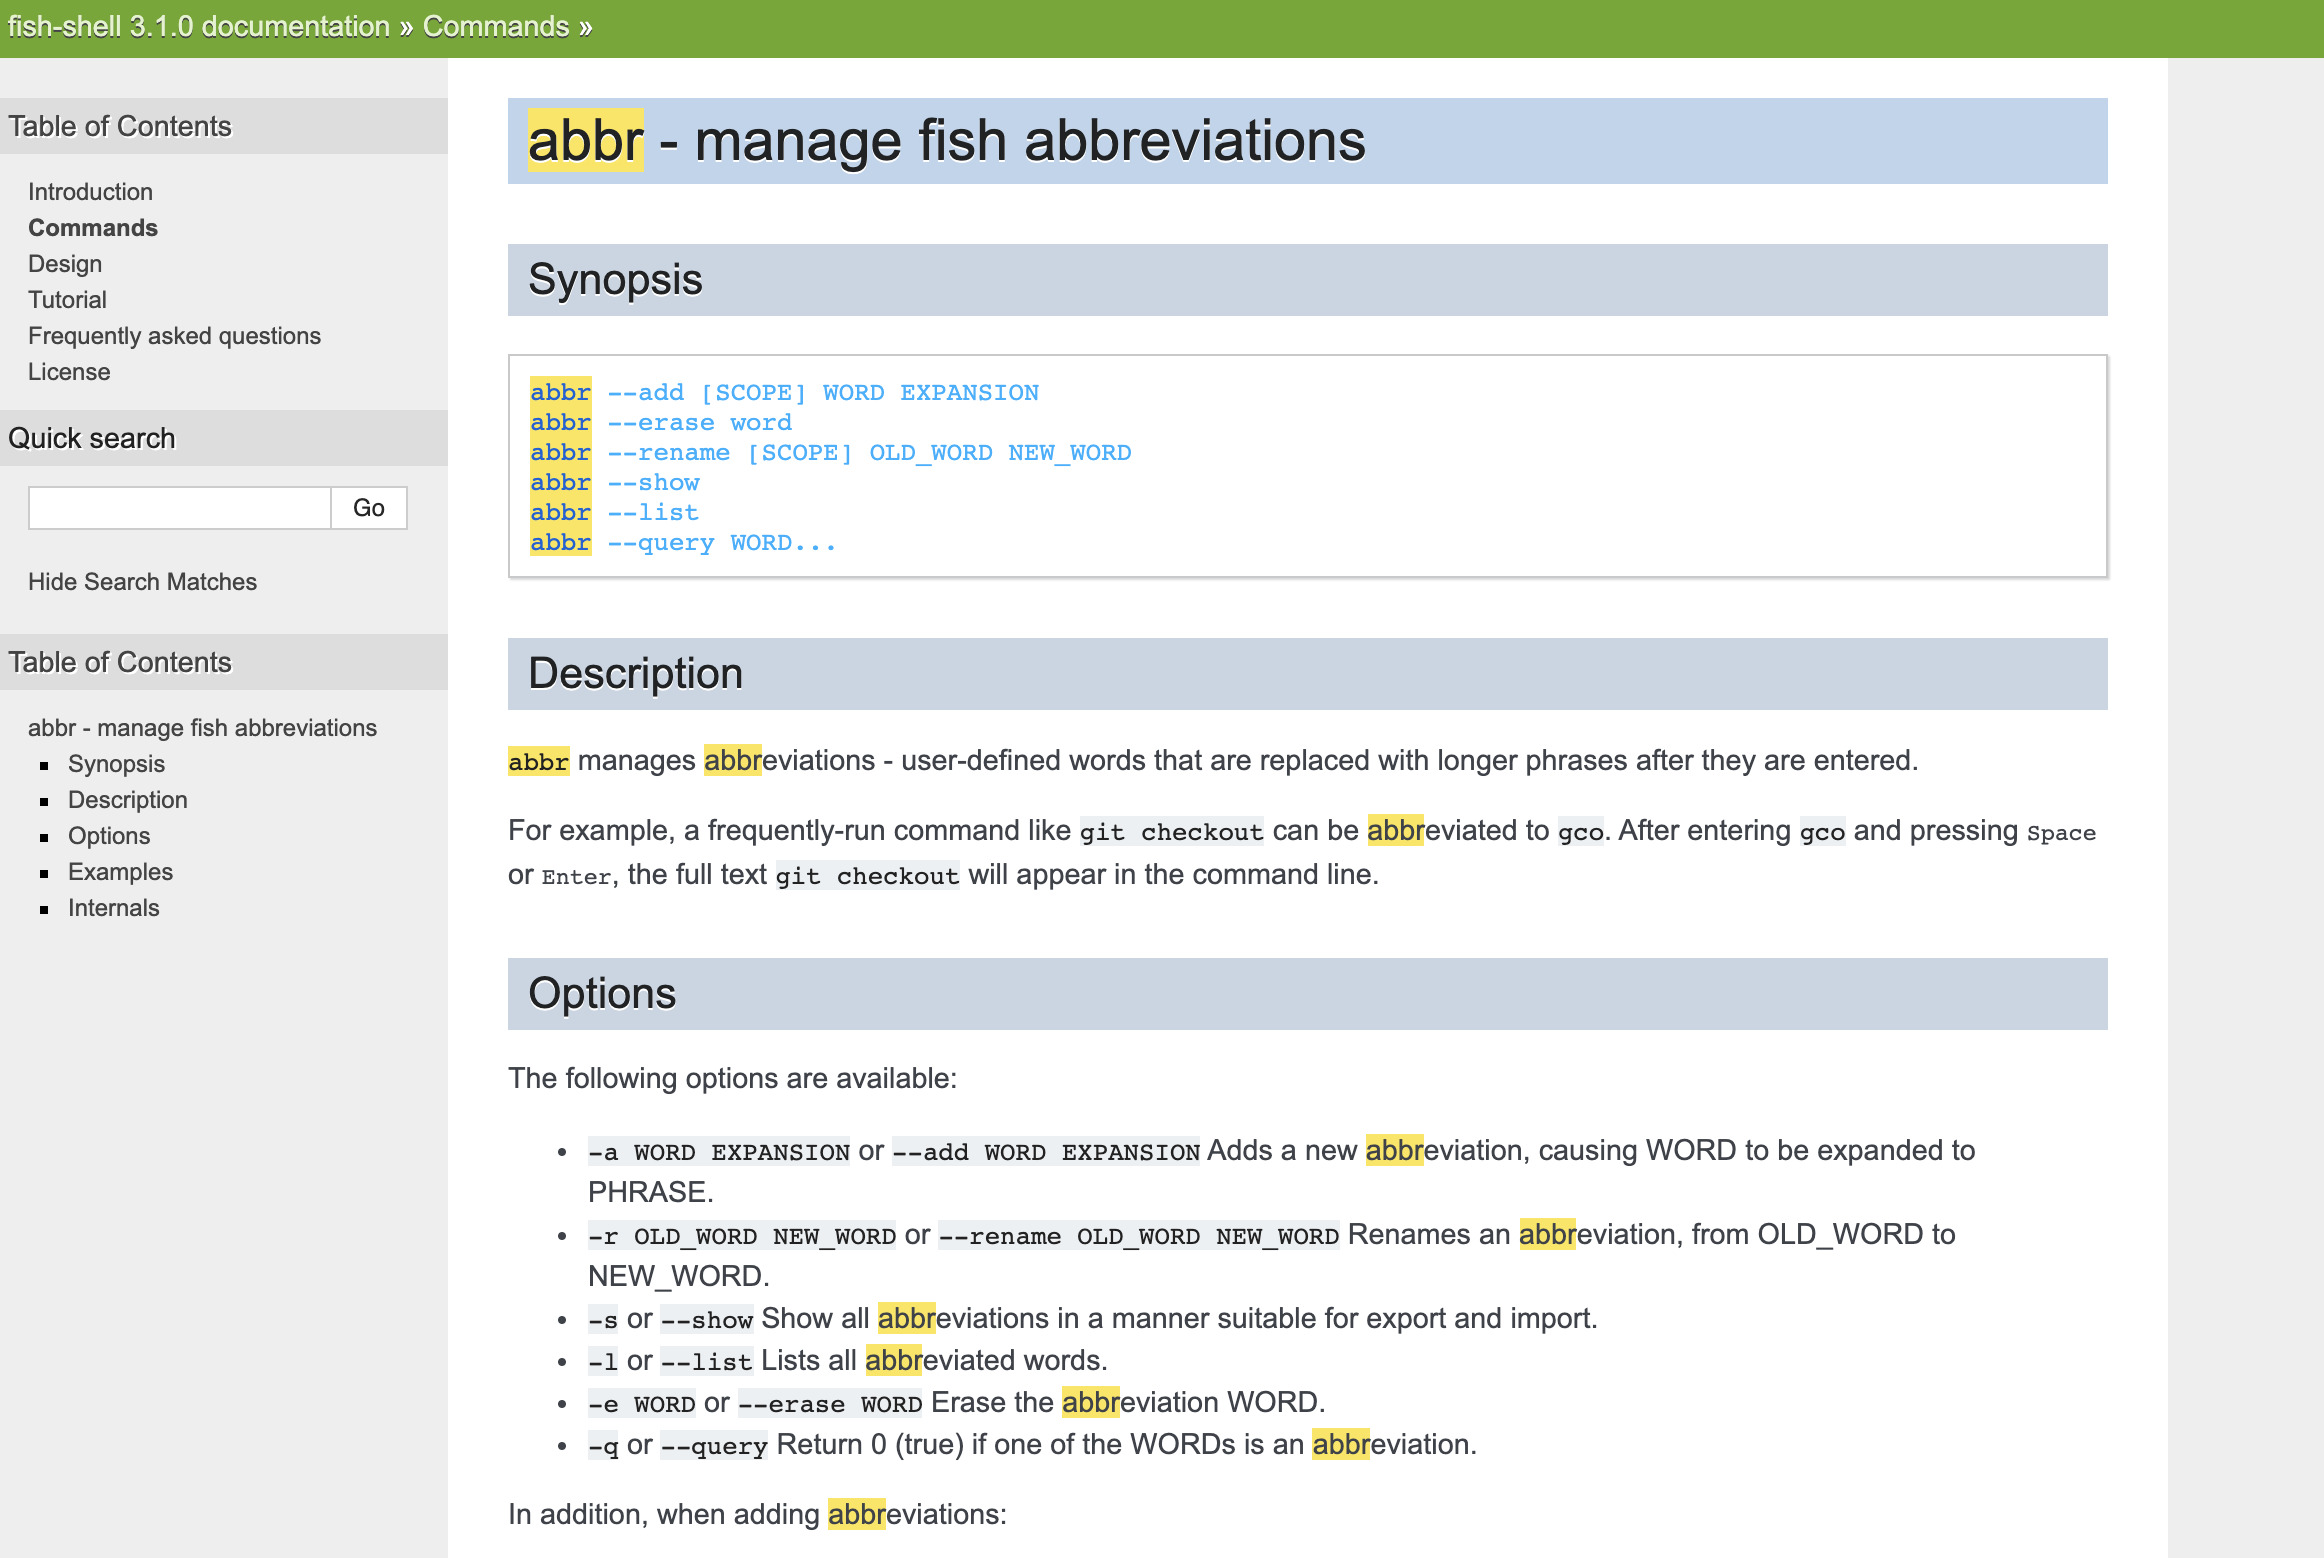 fish-shell 3.1.0 documentation » Commands »
Table of Contents
Introduction
Commands
Design
Tutorial
Frequently asked questions
License
Quick search
Go
Hide Search Matches
Table of Contents
abbr - manage fish abbreviations
Synopsis
Description
Options
Examples
Internals
abbr - manage fish abbreviations
Synopsis
abbr --add [SCOPE] WORD EXPANSION
abbr --erase word
abbr --rename [SCOPE] OLD_WORD NEW_WORD
abbr --show
abbr --list
abbr --query WORD...
Description
abbr manages abbreviations - user-defined words that are replaced with longer phrases after they are entered.
For example, a frequently-run command like git checkout can be abbreviated to gco. After entering gco and pressing Space
or Enter, the full text git checkout will appear in the command line.
Options
The following options are available:
• -a WORD EXPANSION or --add WORD EXPANSION Adds a new abbreviation, causing WORD to be expanded to
PHRASE.
• -r OLD_WORD NEW_WORD or --rename OLD_WORD NEW_WORD Renames an abbreviation, from OLD_WORD to
NEW_WORD.
• -s or --show Show all abbreviations in a manner suitable for export and import.
• -l or --list Lists all abbreviated words.
• -e WORD or --erase WORD Erase the abbreviation WORD.
• -q or --query Return 0 (true) if one of the WORDs is an abbreviation.
In addition, when adding abbreviations: